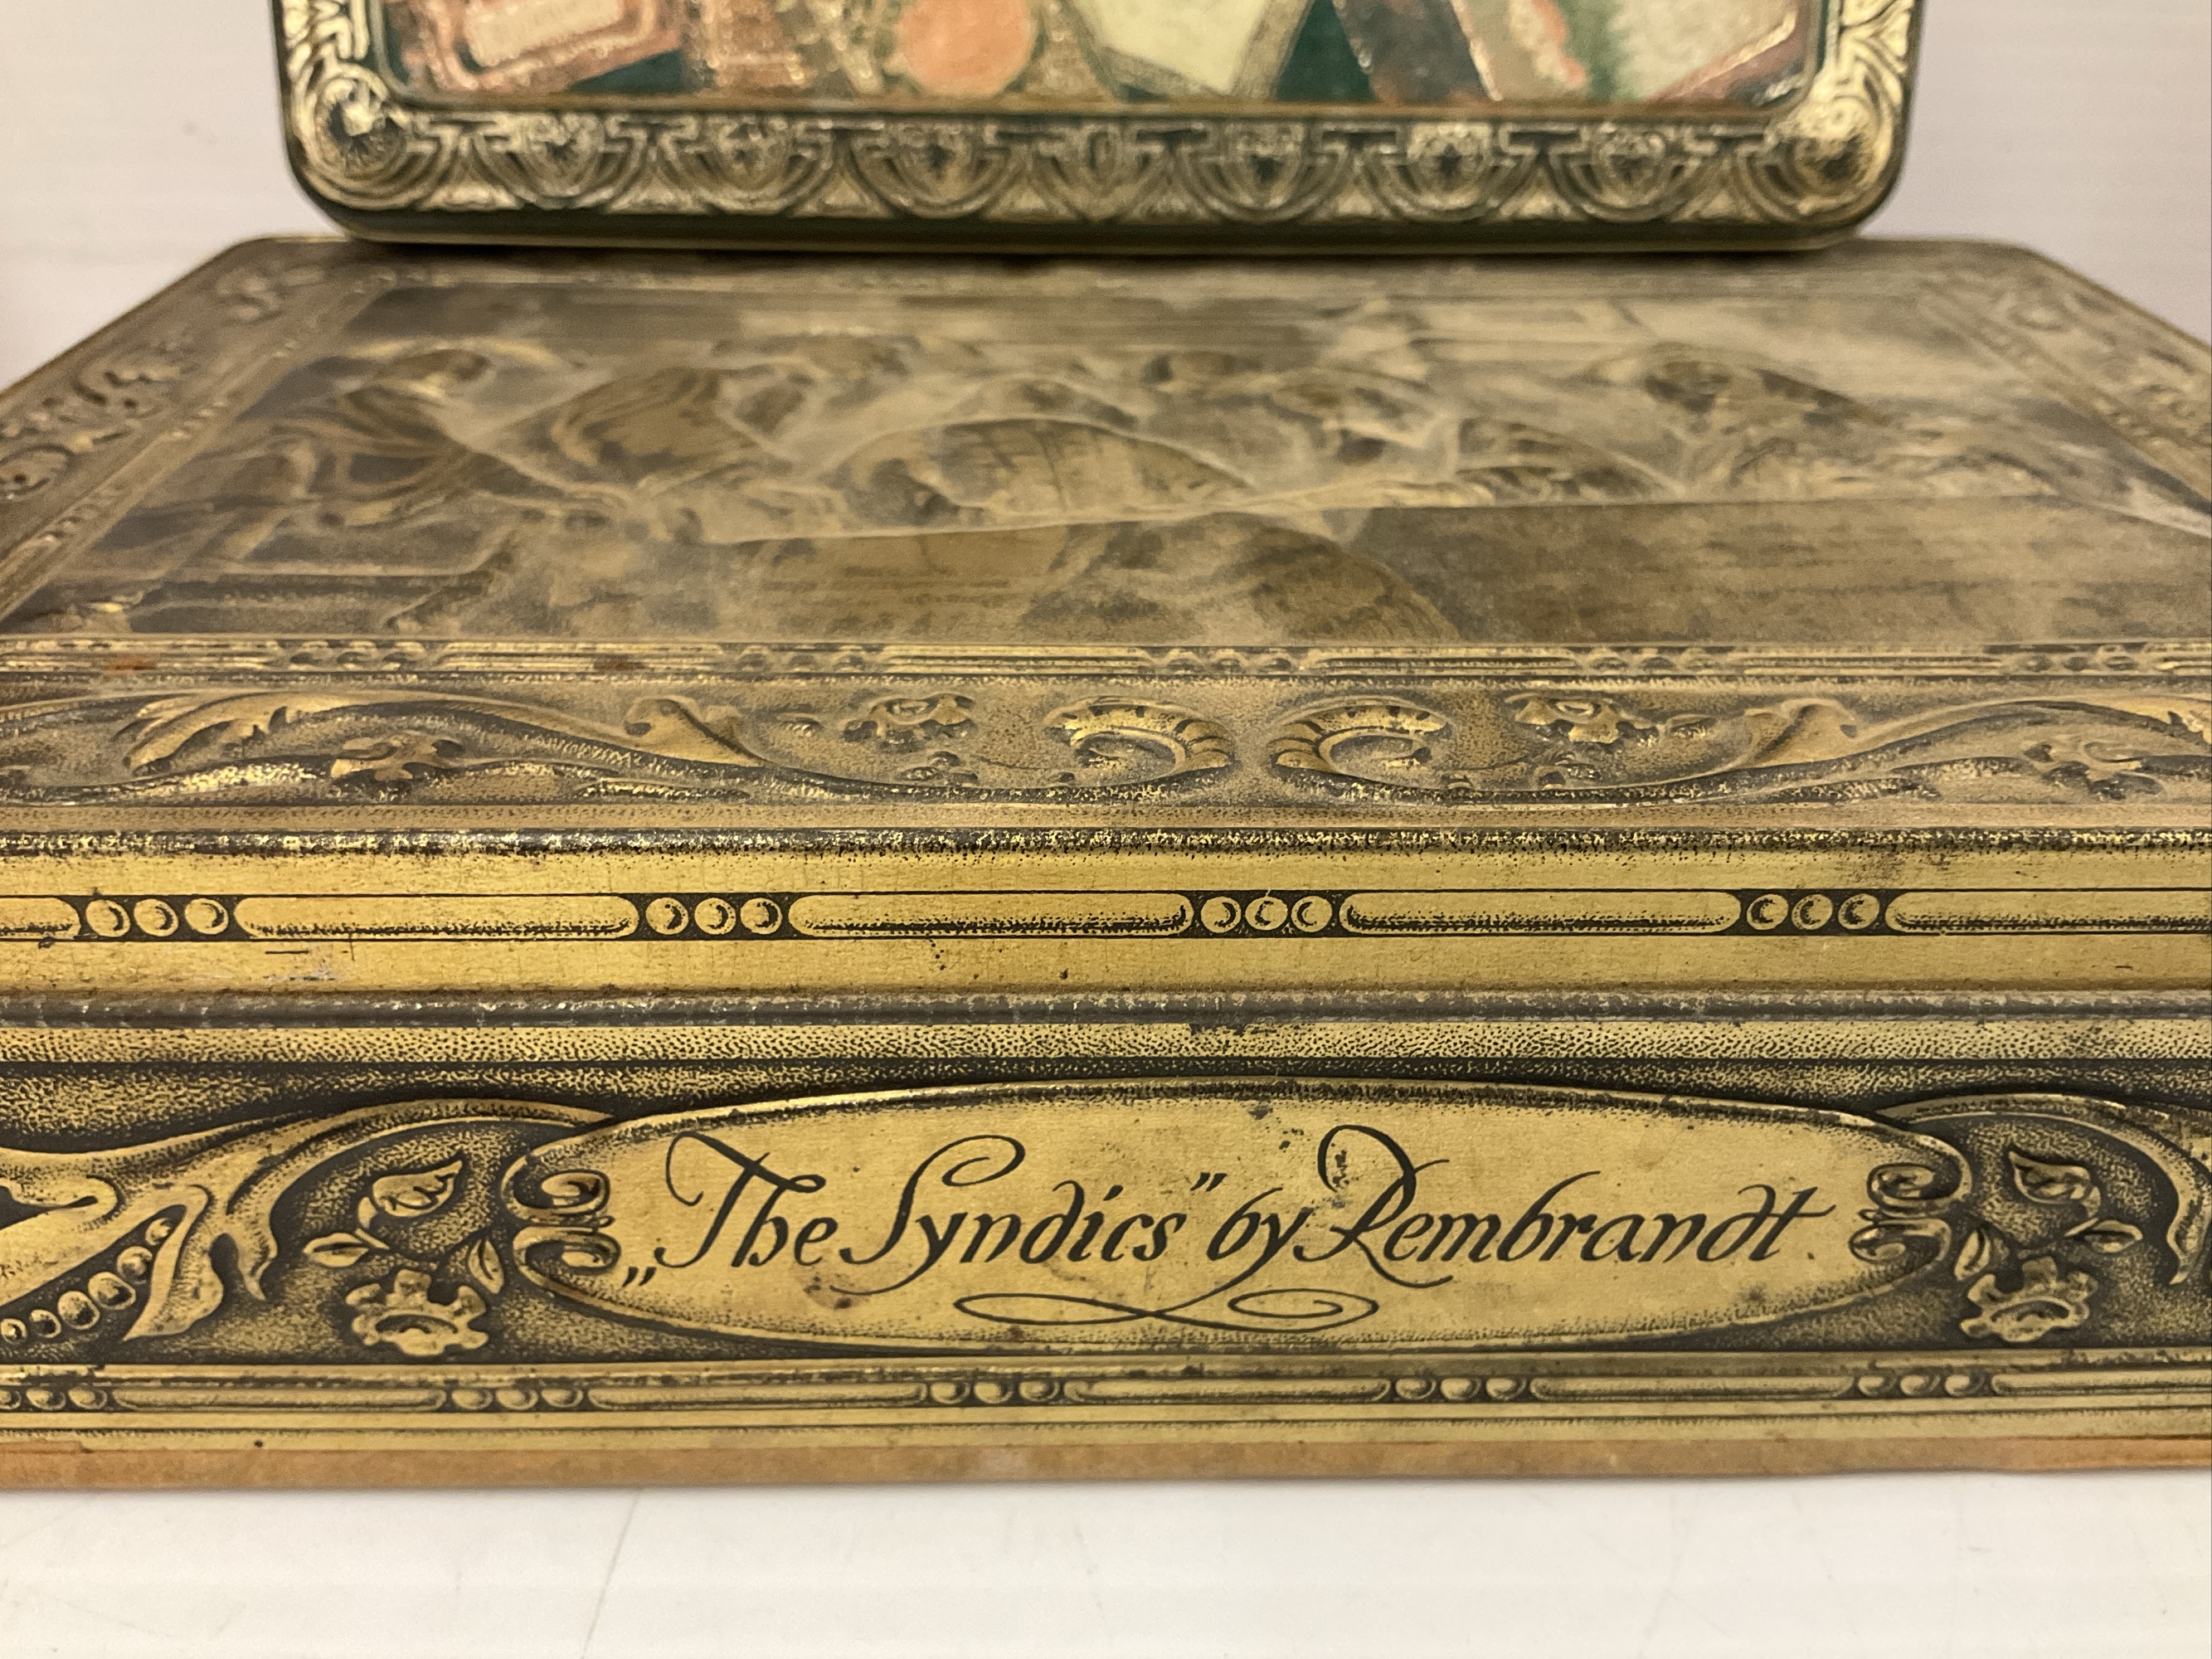 „The Syndics” by Rembrandt.